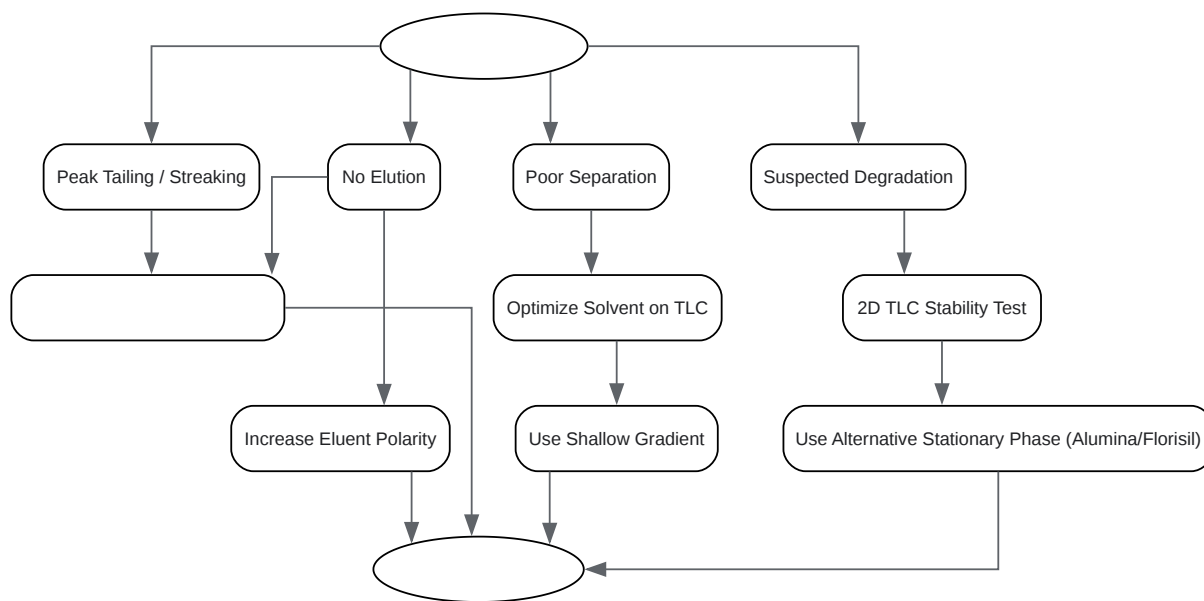 Peak Tailing / Streaking
No Elution
Poor Separation
Suspected Degradation
Optimize Solvent on TLC
2D TLC Stability Test
Increase Eluent Polarity
Use Shallow Gradient
Use Alternative Stationary Phase (Alumina/Florisil)